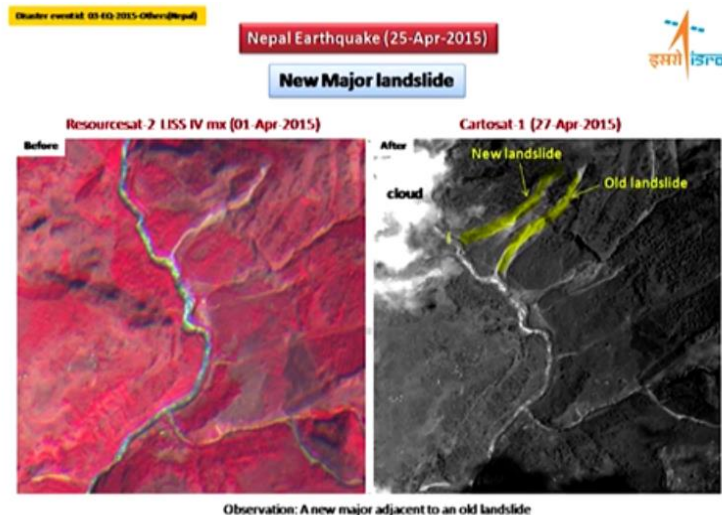 Disaster event id: 03-EQ-2015-Others(Nepal)
Nepal Earthquake (25-Apr-2015)
New Major landslide
इसरो isro
Resourcesat-2 LISS IV mx (01-Apr-2015)
Cartosat-1 (27-Apr-2015)
Before
After
New landslide
Old landslide
cloud
Observation: A new major adjacent to an old landslide